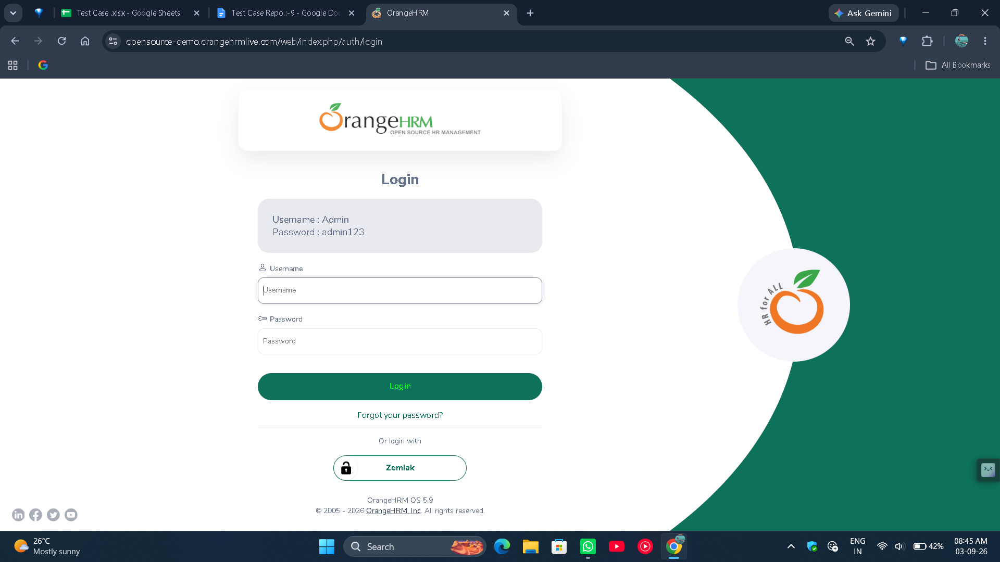 Test Case .xlsx - Google Sheets
Test Case Repo.:-9 - Google Doc
OrangeHRM
Ask Gemini
opensource-demo.orangehrmlive.com/web/index.php/auth/login
All Bookmarks
OrangeHRM
OPEN SOURCE HR MANAGEMENT
Login
Username : Admin
Password : admin123
Username
Username
Password
Password
Login
Forgot your password?
Or login with
Zemlak
OrangeHRM OS 5.9
© 2005 - 2026 OrangeHRM, Inc. All rights reserved.
HR for ALL
26°C
Mostly sunny
Search
ENG
IN
42%
08:45 AM
03-09-26